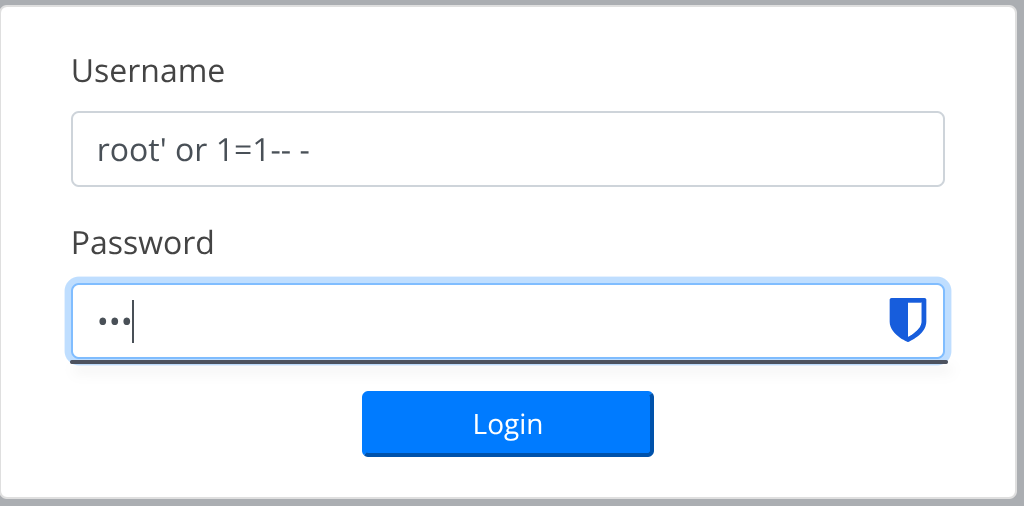 Username
root' or 1=1-- -
Password
•••
Login